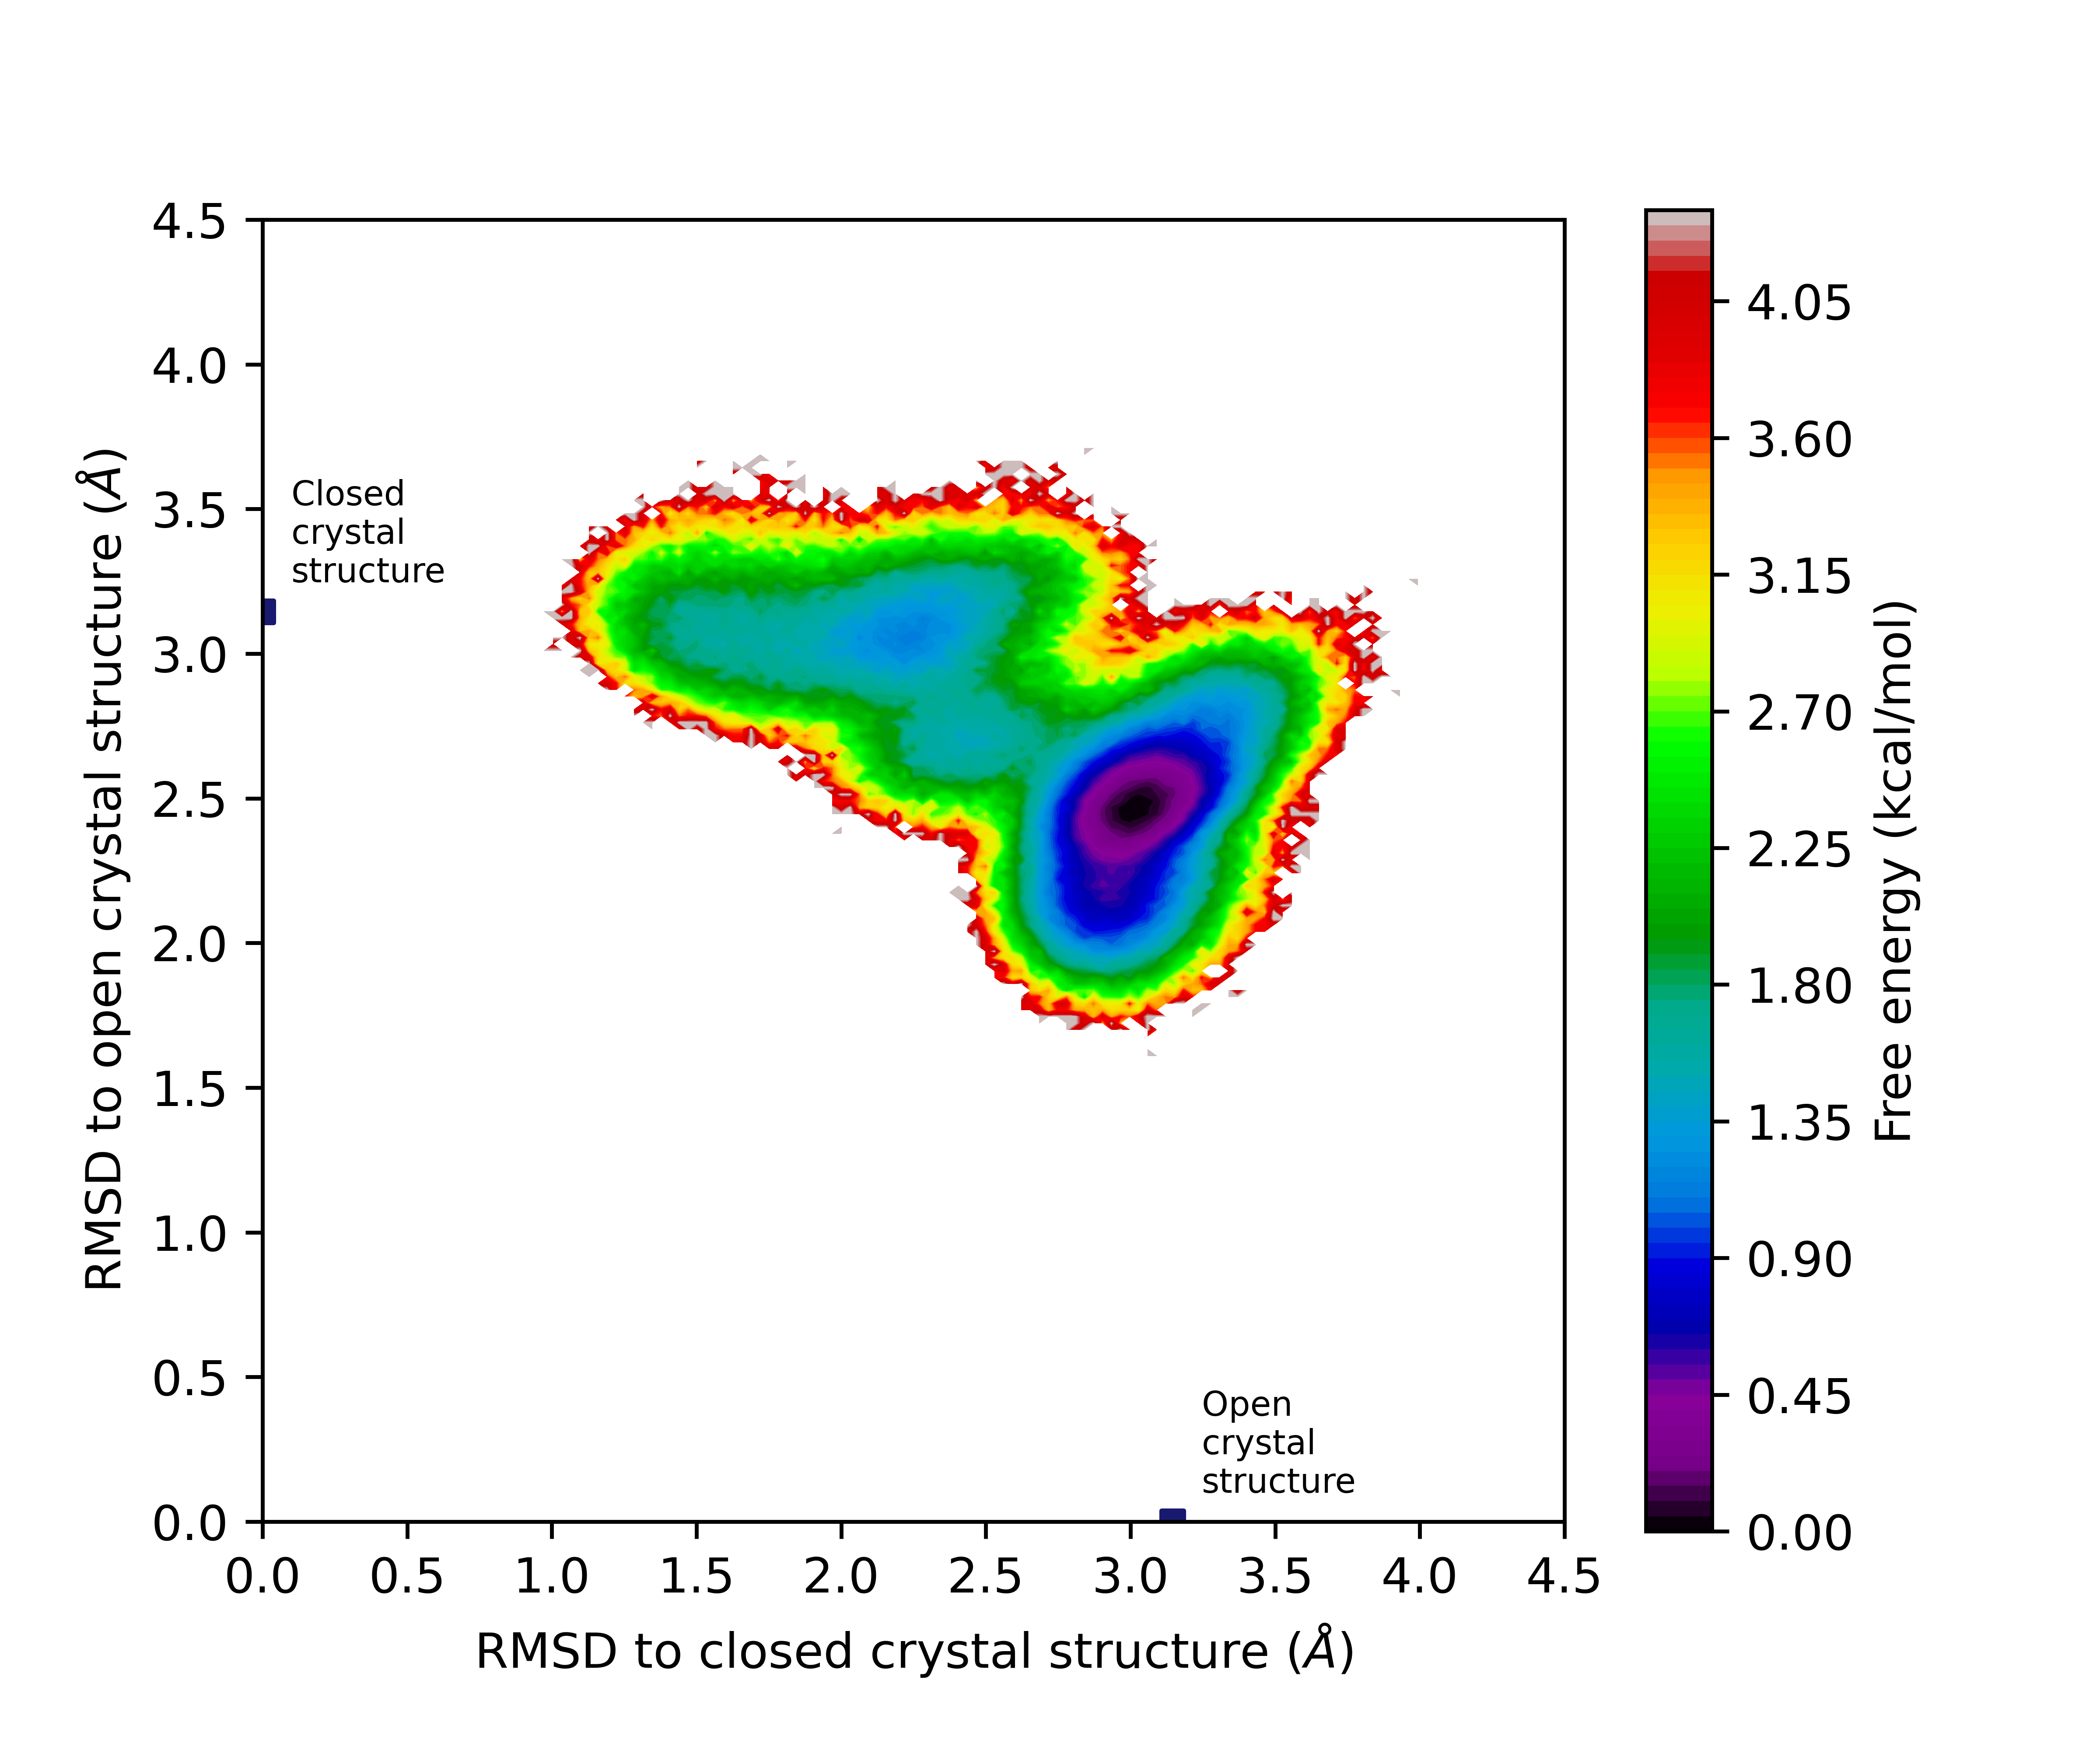 4.5
4.0
3.5
3.0
2.5
2.0
1.5
1.0
0.5
0.0
RMSD to open crystal structure (Å)
Closed
crystal
structure
Open
crystal
structure
0.0 0.5 1.0 1.5 2.0 2.5 3.0 3.5 4.0 4.5
RMSD to closed crystal structure (Å)
4.05
3.60
3.15
2.70
2.25
1.80
1.35
0.90
0.45
0.00
Free energy (kcal/mol)